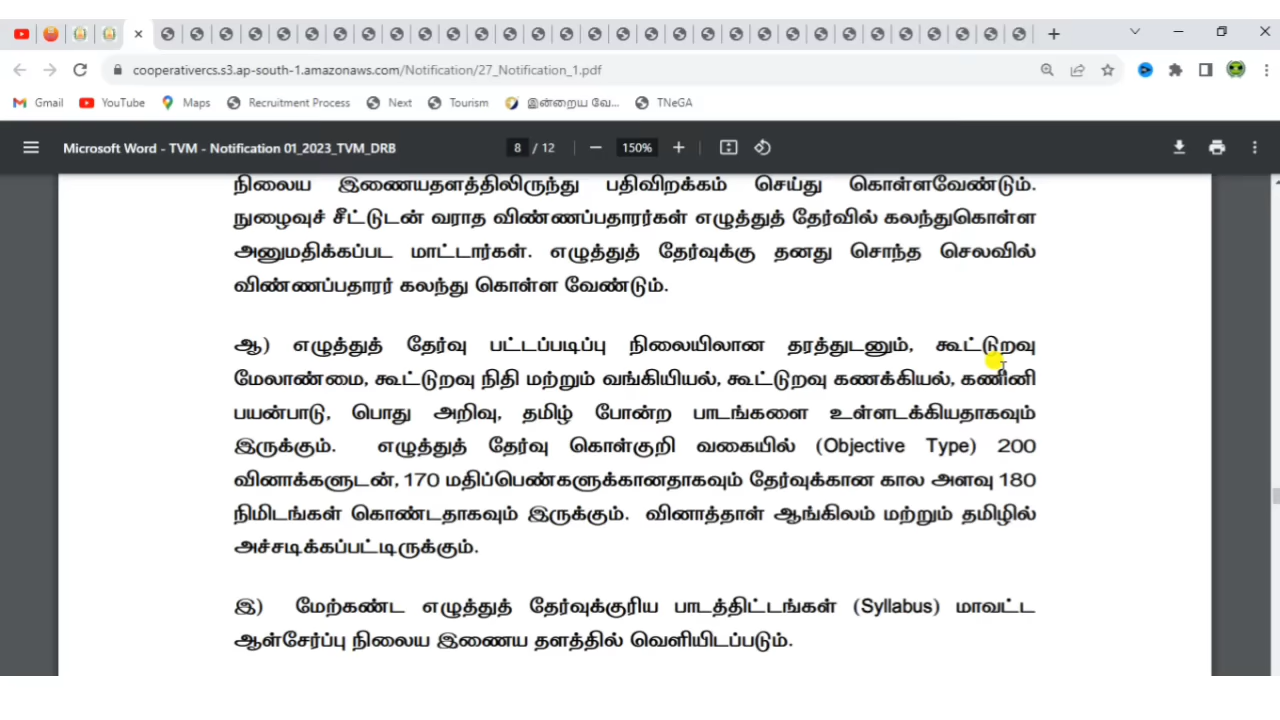 cooperativercs.s3.ap-south-1.amazonaws.com/Notification/27_Notification_1.pdf
Gmail YouTube Maps Recruitment Process Next Tourism இன்றைய வே... TNeGA
Microsoft Word - TVM - Notification 01_2023_TVM_DRB 8 / 12 150%
நிலைய இணையதளத்திலிருந்து பதிவிறக்கம் செய்து கொள்ளவேண்டும்.
நுழைவுச் சீட்டுடன் வராத விண்ணப்பதாரர்கள் எழுத்துத் தேர்வில் கலந்துகொள்ள
அனுமதிக்கப்பட மாட்டார்கள். எழுத்துத் தேர்வுக்கு தனது சொந்த செலவில்
விண்ணப்பதாரர் கலந்து கொள்ள வேண்டும்.
ஆ) எழுத்துத் தேர்வு பட்டப்படிப்பு நிலையிலான தரத்துடனும், கூட்டுறவு
மேலாண்மை, கூட்டுறவு நிதி மற்றும் வங்கியியல், கூட்டுறவு கணக்கியல், கணினி
பயன்பாடு, பொது அறிவு, தமிழ் போன்ற பாடங்களை உள்ளடக்கியதாகவும்
இருக்கும். எழுத்துத் தேர்வு கொள்குறி வகையில் (Objective Type) 200
வினாக்களுடன், 170 மதிப்பெண்களுக்கானதாகவும் தேர்வுக்கான கால அளவு 180
நிமிடங்கள் கொண்டதாகவும் இருக்கும். வினாத்தாள் ஆங்கிலம் மற்றும் தமிழில்
அச்சடிக்கப்பட்டிருக்கும்.
இ) மேற்கண்ட எழுத்துத் தேர்வுக்குரிய பாடத்திட்டங்கள் (Syllabus) மாவட்ட
ஆள்சேர்ப்பு நிலைய இணைய தளத்தில் வெளியிடப்படும்.